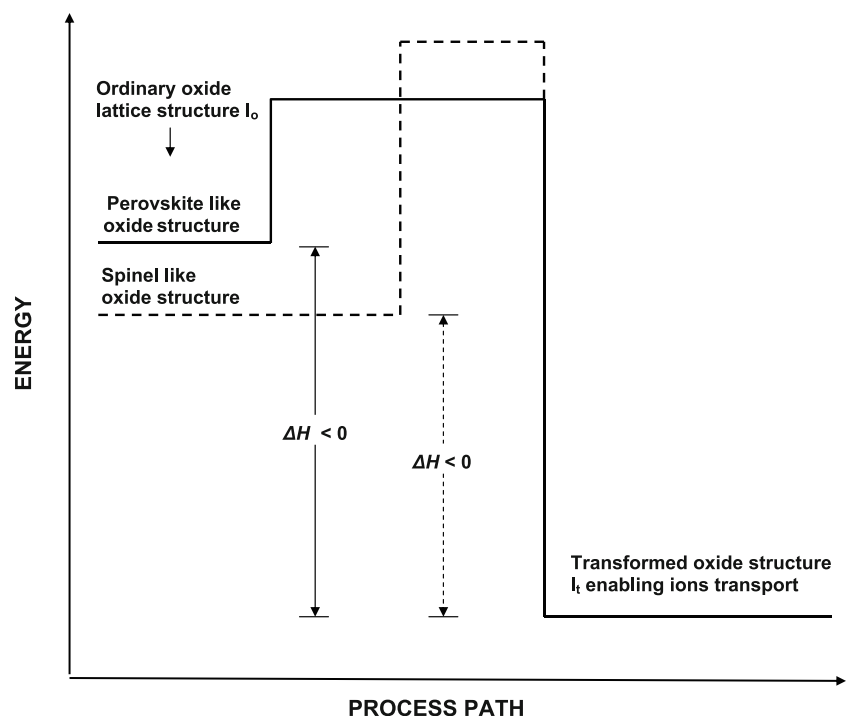 Ordinary oxide
lattice structure Iₒ
Perovskite like
oxide structure
Spinel like
oxide structure
ENERGY
ΔH < 0
ΔH < 0
Transformed oxide structure
Iₜ enabling ions transport
PROCESS PATH